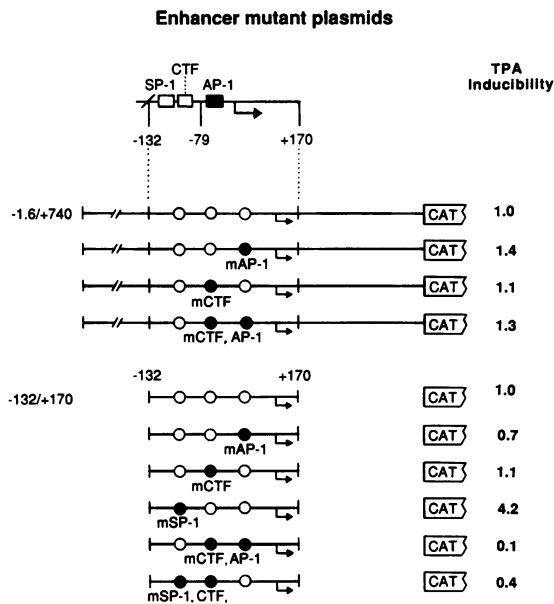 Enhancer mutant plasmids
TPA
Inducibility
CTF
SP-1 AP-1
-132 -79 +170
-1.6/+740 CAT 1.0
CAT 1.4
mAP-1
CAT 1.1
mCTF
CAT 1.3
mCTF, AP-1
-132 +170
-132/+170 CAT 1.0
CAT 0.7
mAP-1
CAT 1.1
mCTF
CAT 4.2
mSP-1
CAT 0.1
mCTF, AP-1
CAT 0.4
mSP-1, CTF,